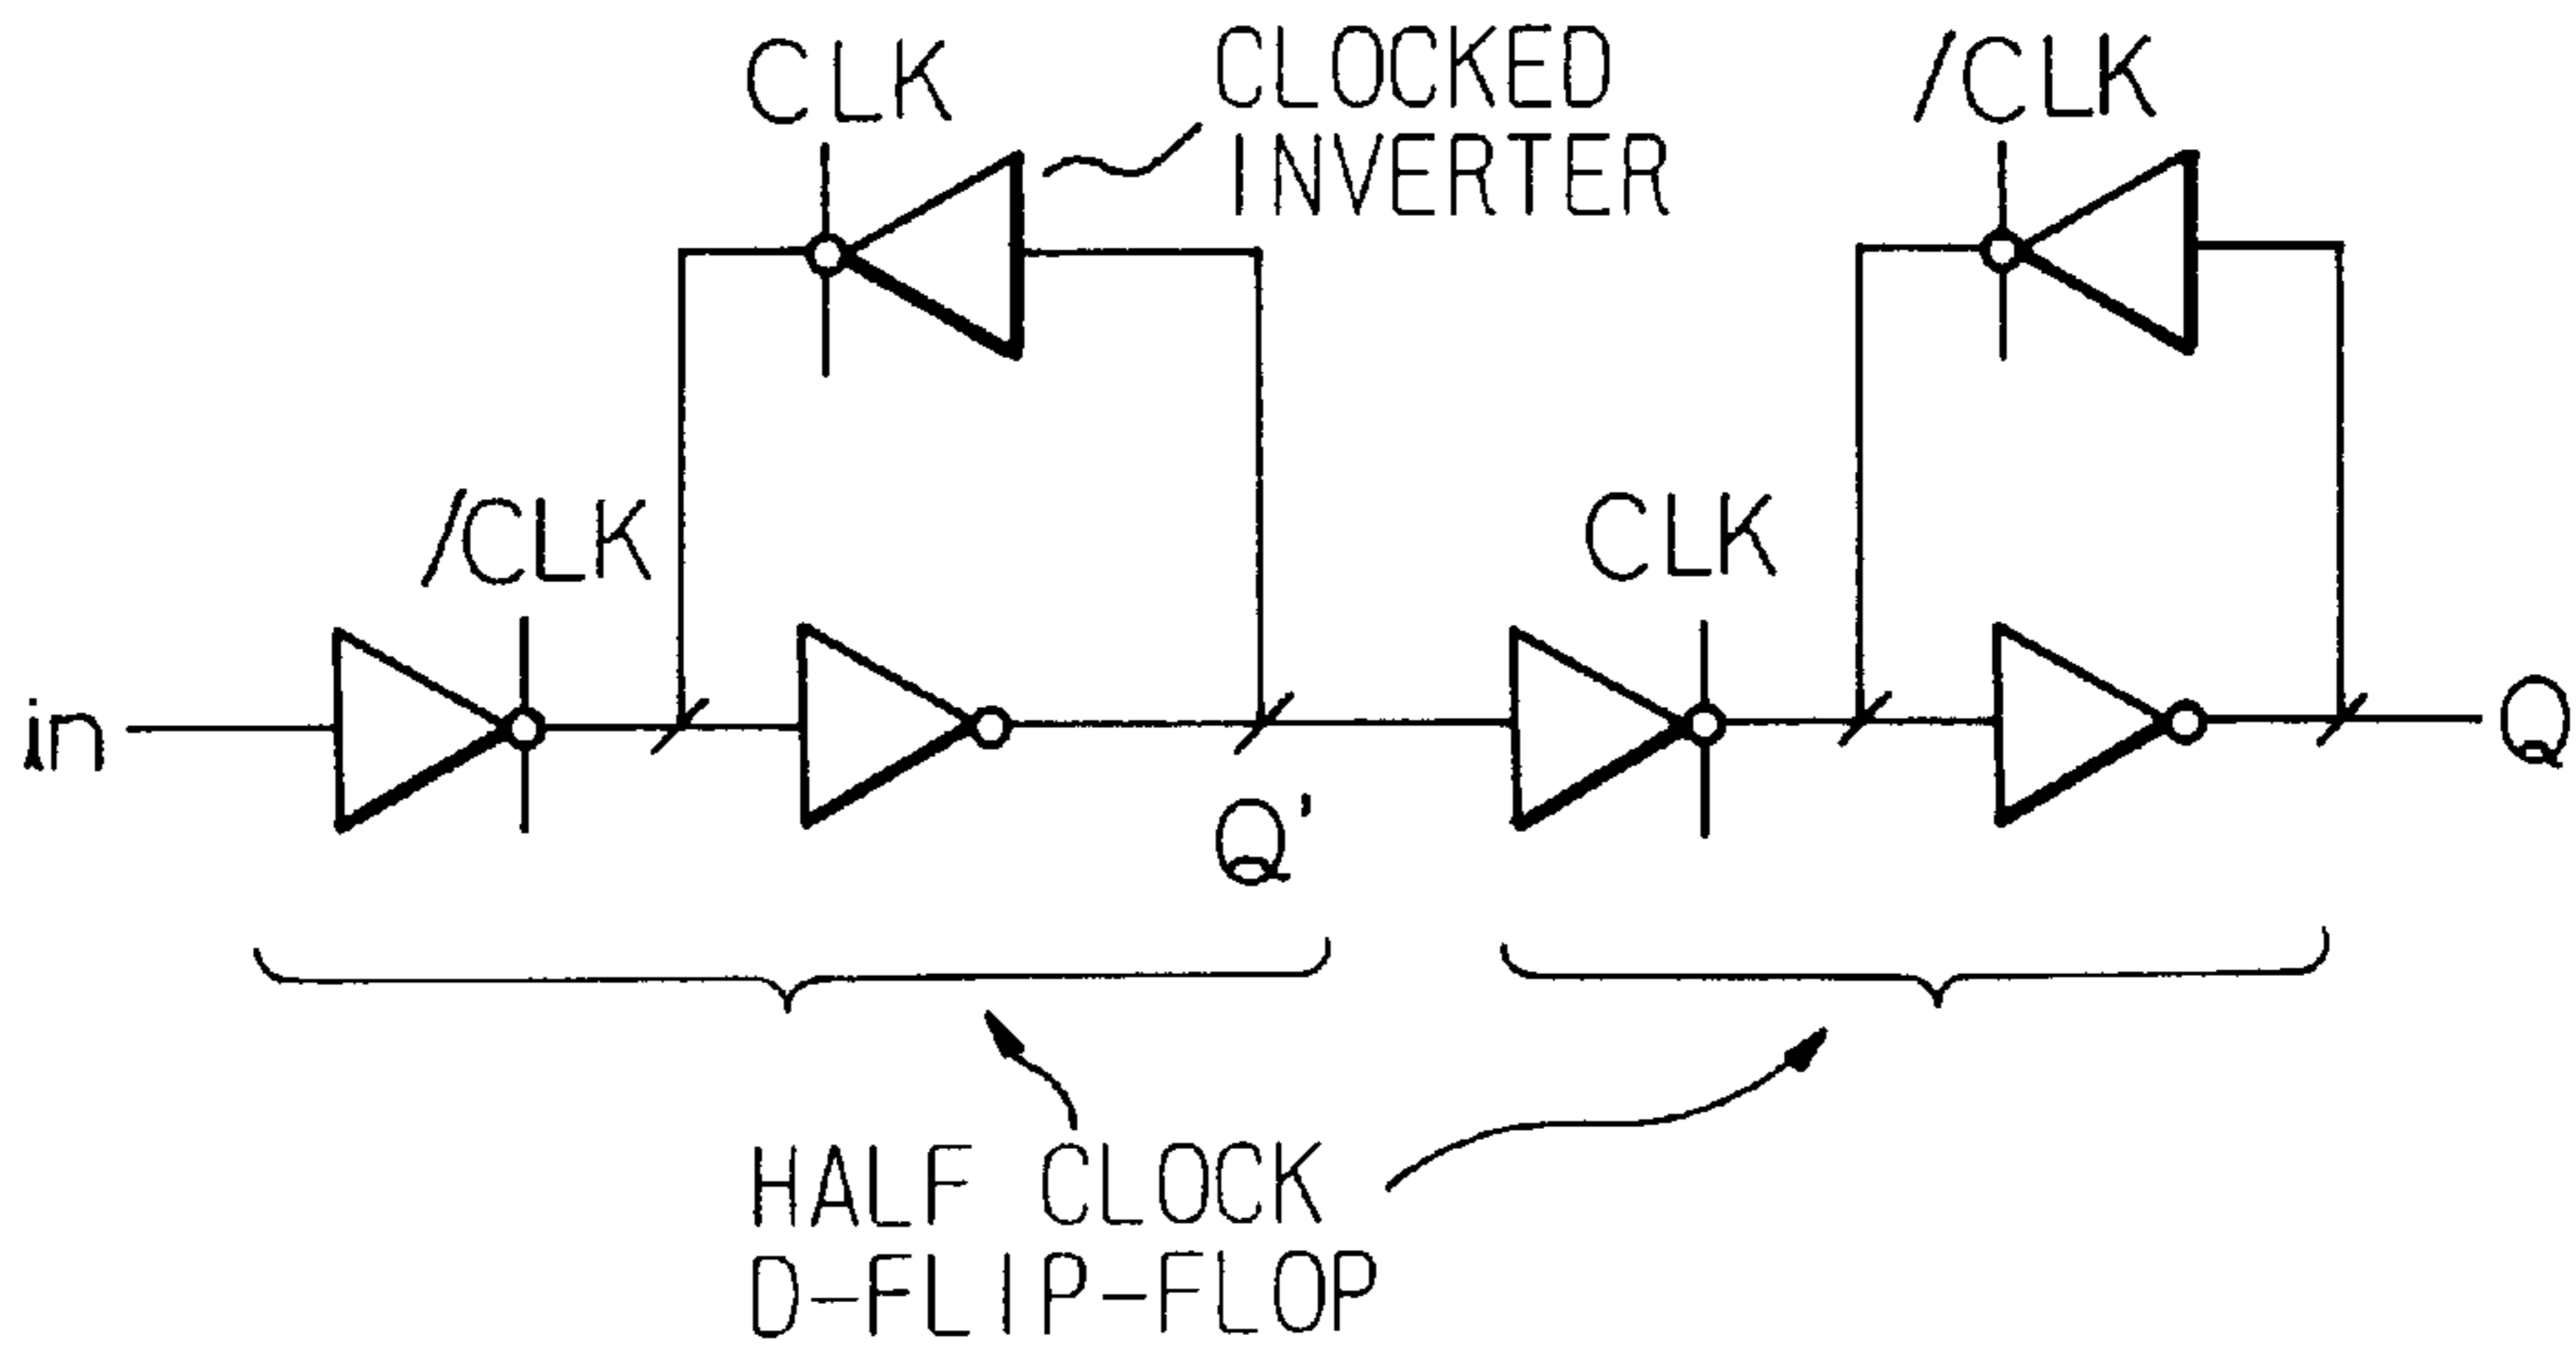 CLK
CLOCKED
INVERTER
/CLK
/CLK
CLK
in
Q'
Q
HALF CLOCK
D-FLIP-FLOP